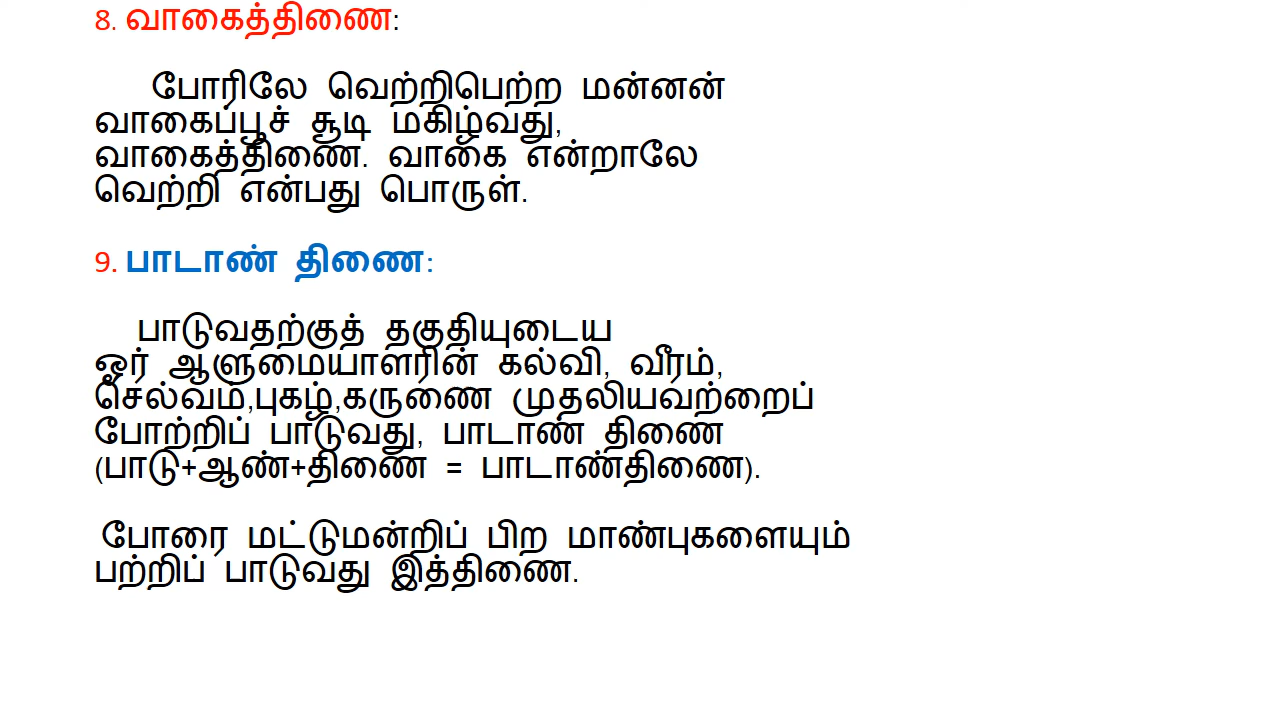 8. வாகைத்திணை:
போரிலே வெற்றிபெற்ற மன்னன்
வாகைப்பூச் சூடி மகிழ்வது,
வாகைத்திணை. வாகை என்றாலே
வெற்றி என்பது பொருள்.
9. பாடாண் திணை:
பாடுவதற்குத் தகுதியுடைய
ஓர் ஆளுமையாளரின் கல்வி, வீரம்,
செல்வம்,புகழ்,கருணை முதலியவற்றைப்
போற்றிப் பாடுவது, பாடாண் திணை
(பாடு+ஆண்+திணை = பாடாண்திணை).
போரை மட்டுமன்றிப் பிற மாண்புகளையும்
பற்றிப் பாடுவது இத்திணை.